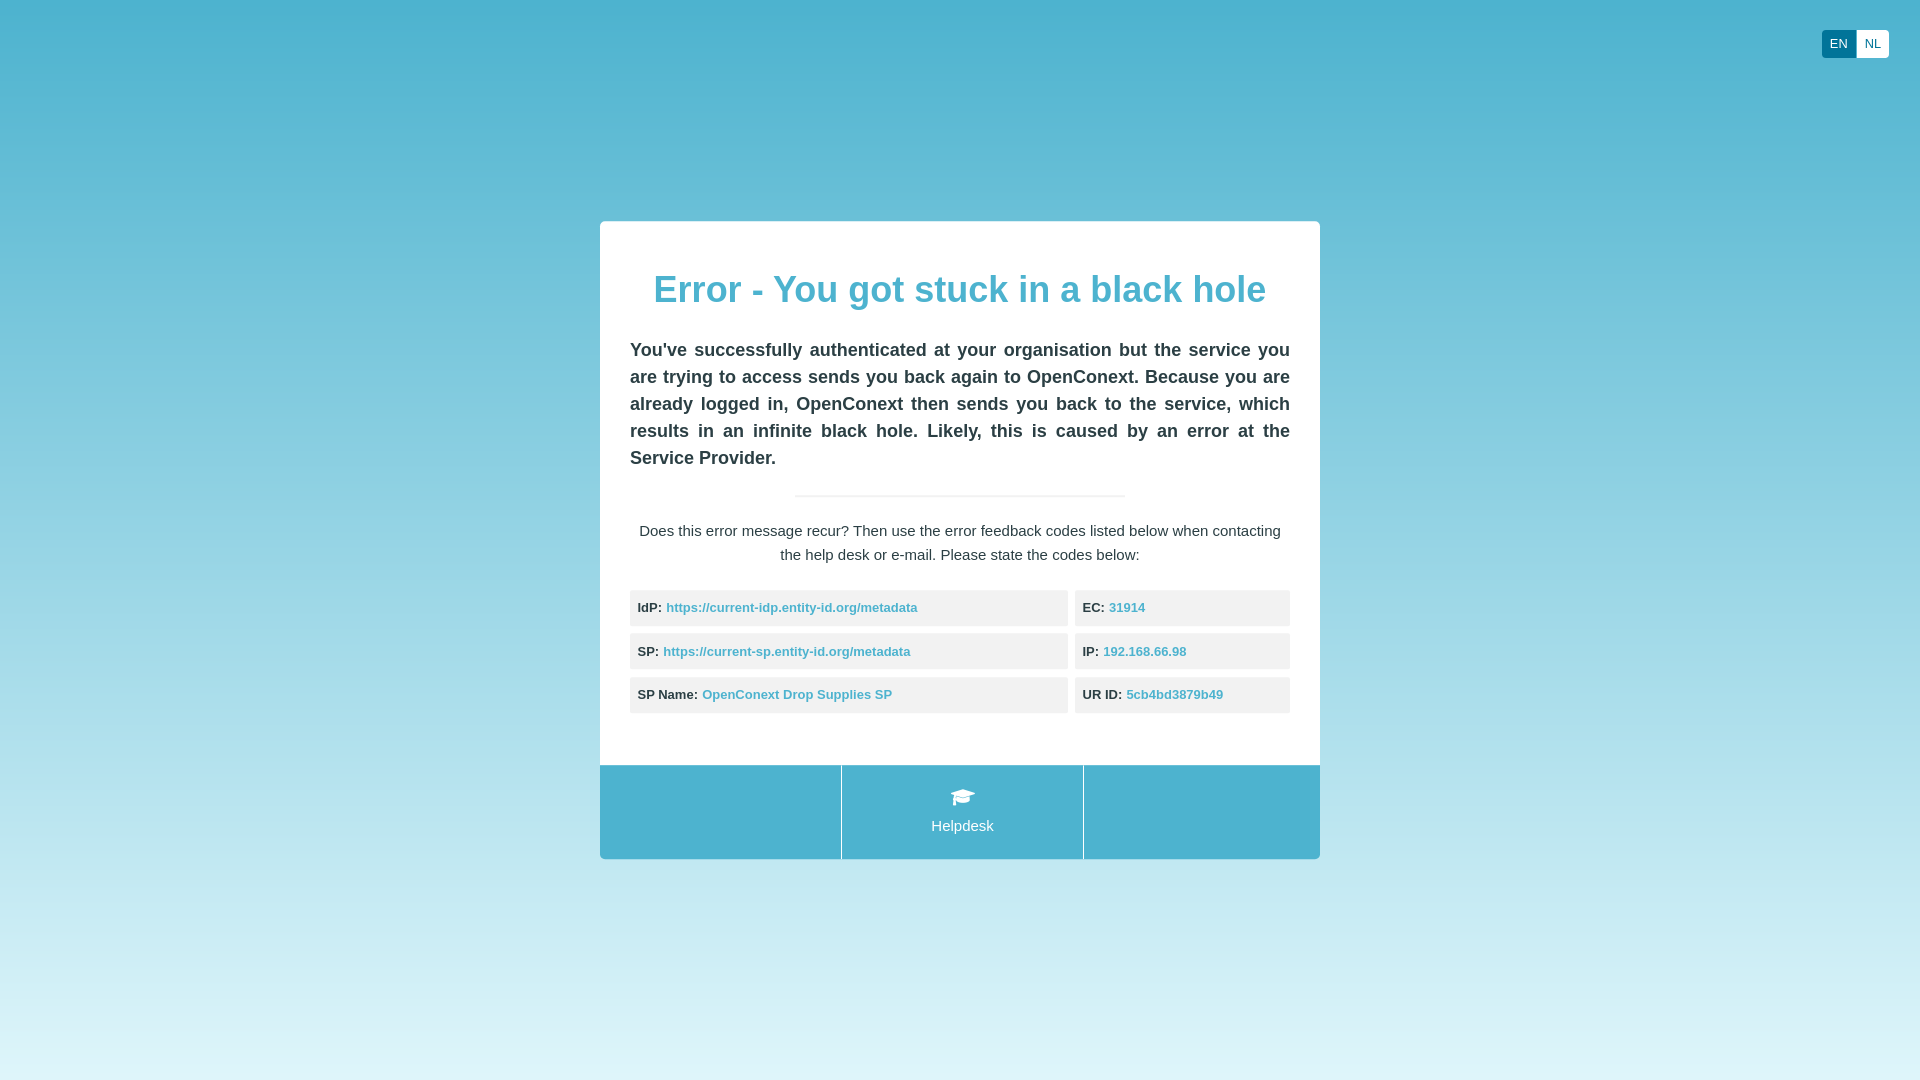 EN NL
Error - You got stuck in a black hole
You've successfully authenticated at your organisation but the service you
are trying to access sends you back again to OpenConext. Because you are
already logged in, OpenConext then sends you back to the service, which
results in an infinite black hole. Likely, this is caused by an error at the
Service Provider.
Does this error message recur? Then use the error feedback codes listed below when contacting
the help desk or e-mail. Please state the codes below:
IdP: https://current-idp.entity-id.org/metadata EC: 31914
SP: https://current-sp.entity-id.org/metadata IP: 192.168.66.98
SP Name: OpenConext Drop Supplies SP UR ID: 5cb4bd3879b49
Helpdesk